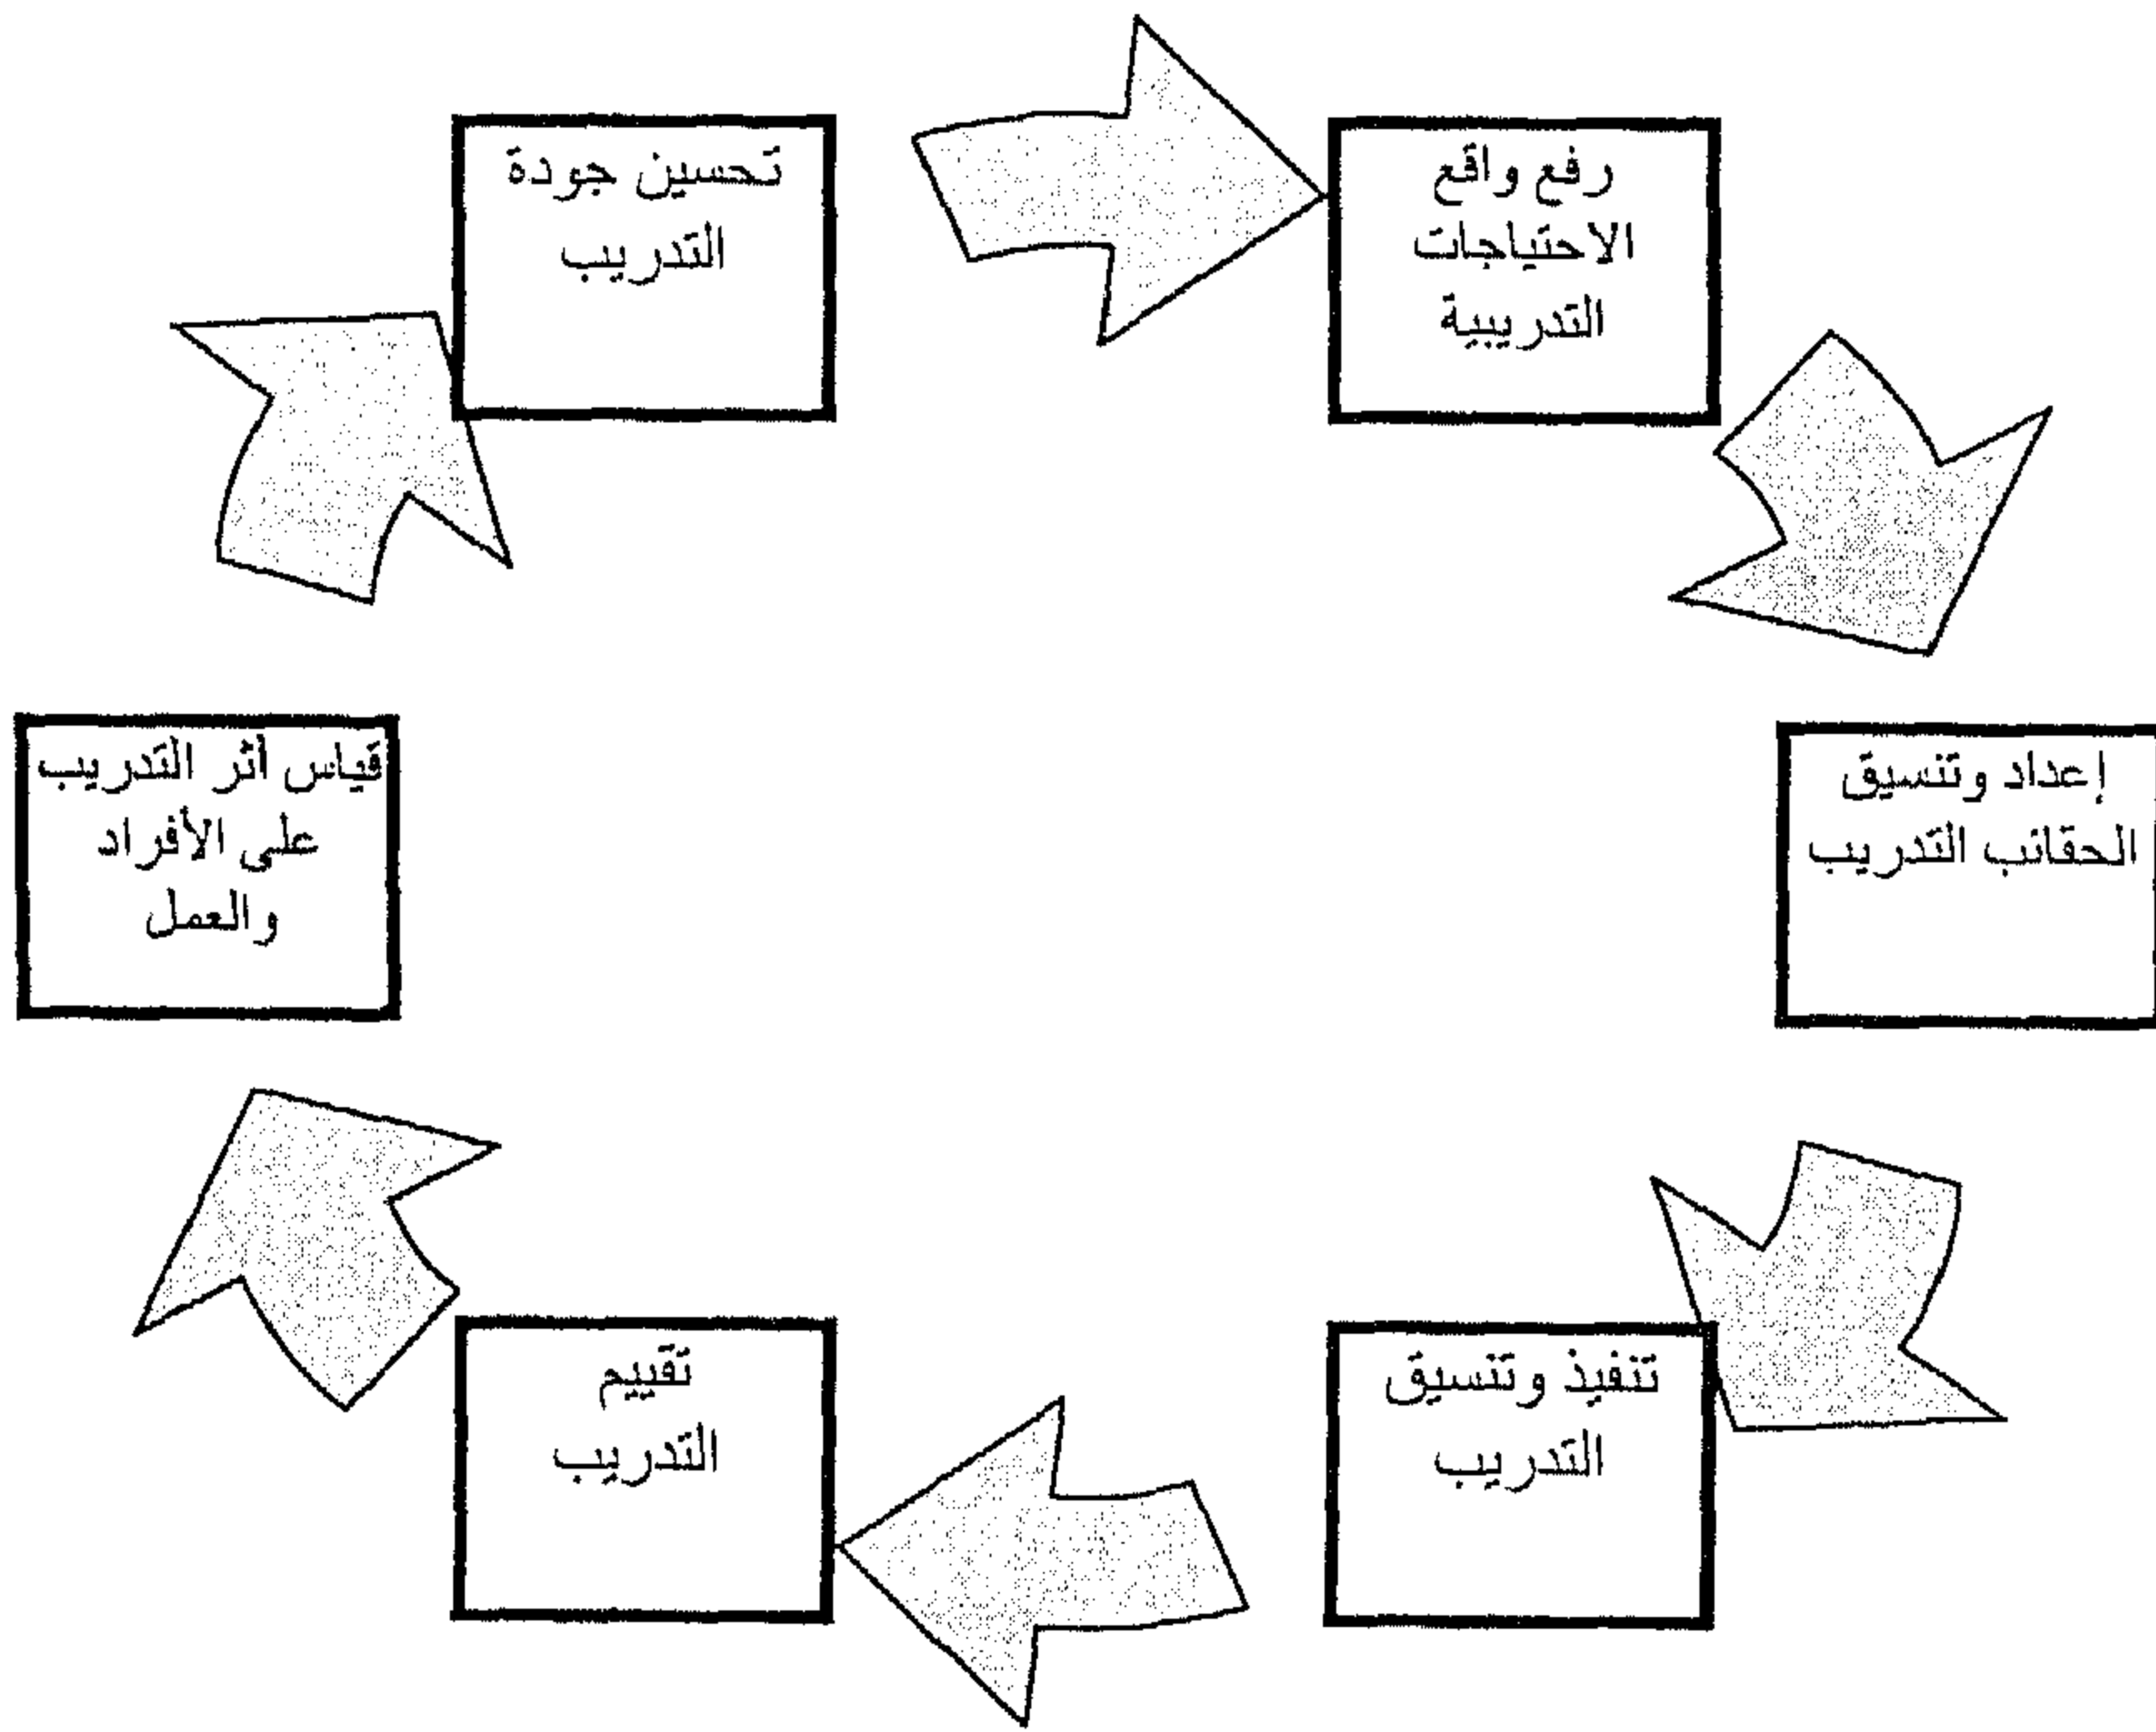 رفع واقع
الاحتياجات
التدريبية
تحسين جودة
التدريب
إعداد وتنسيق
الحقائب التدريب
قياس أثر التدريب
على الأفراد
والعمل
تنفيذ وتنسيق
التدريب
تقييم
التدريب